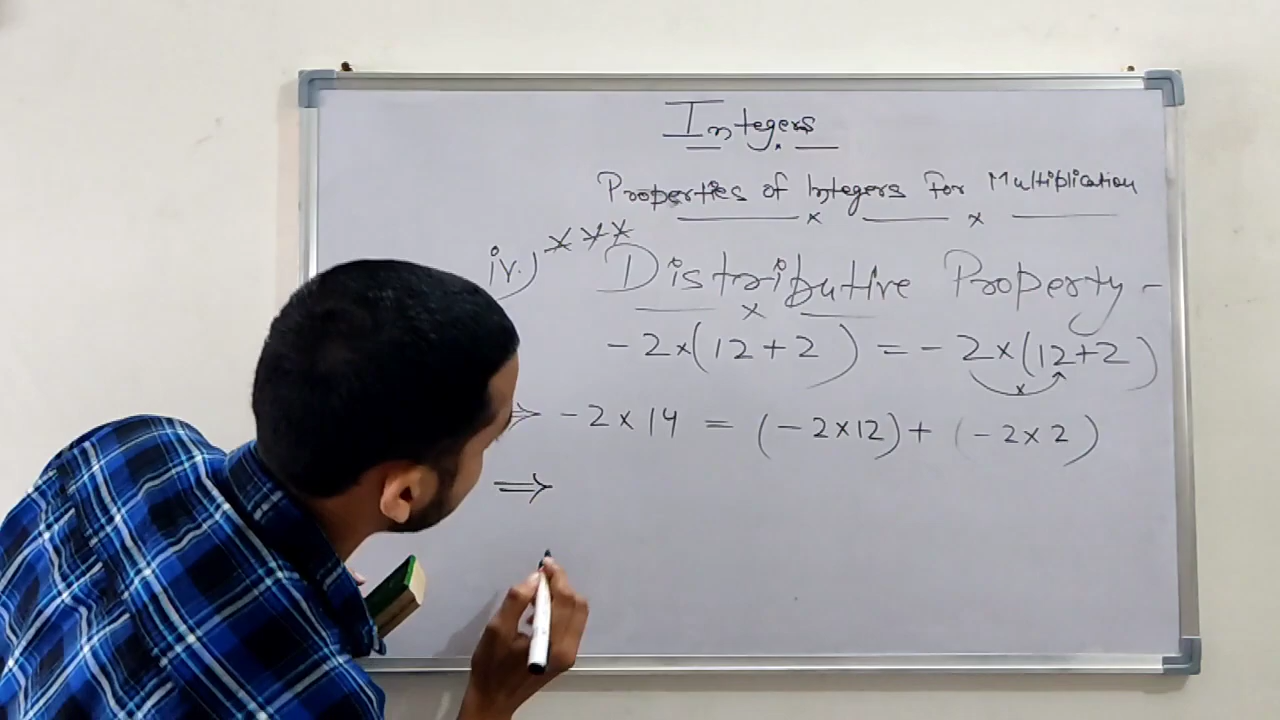 Integers
Properties of Integers for Multiplication
iv.) *** Distributive Property -
-2×(12+2) = -2×(12+2)
⇒ -2×14 = (-2×12)+(-2×2)
⇒